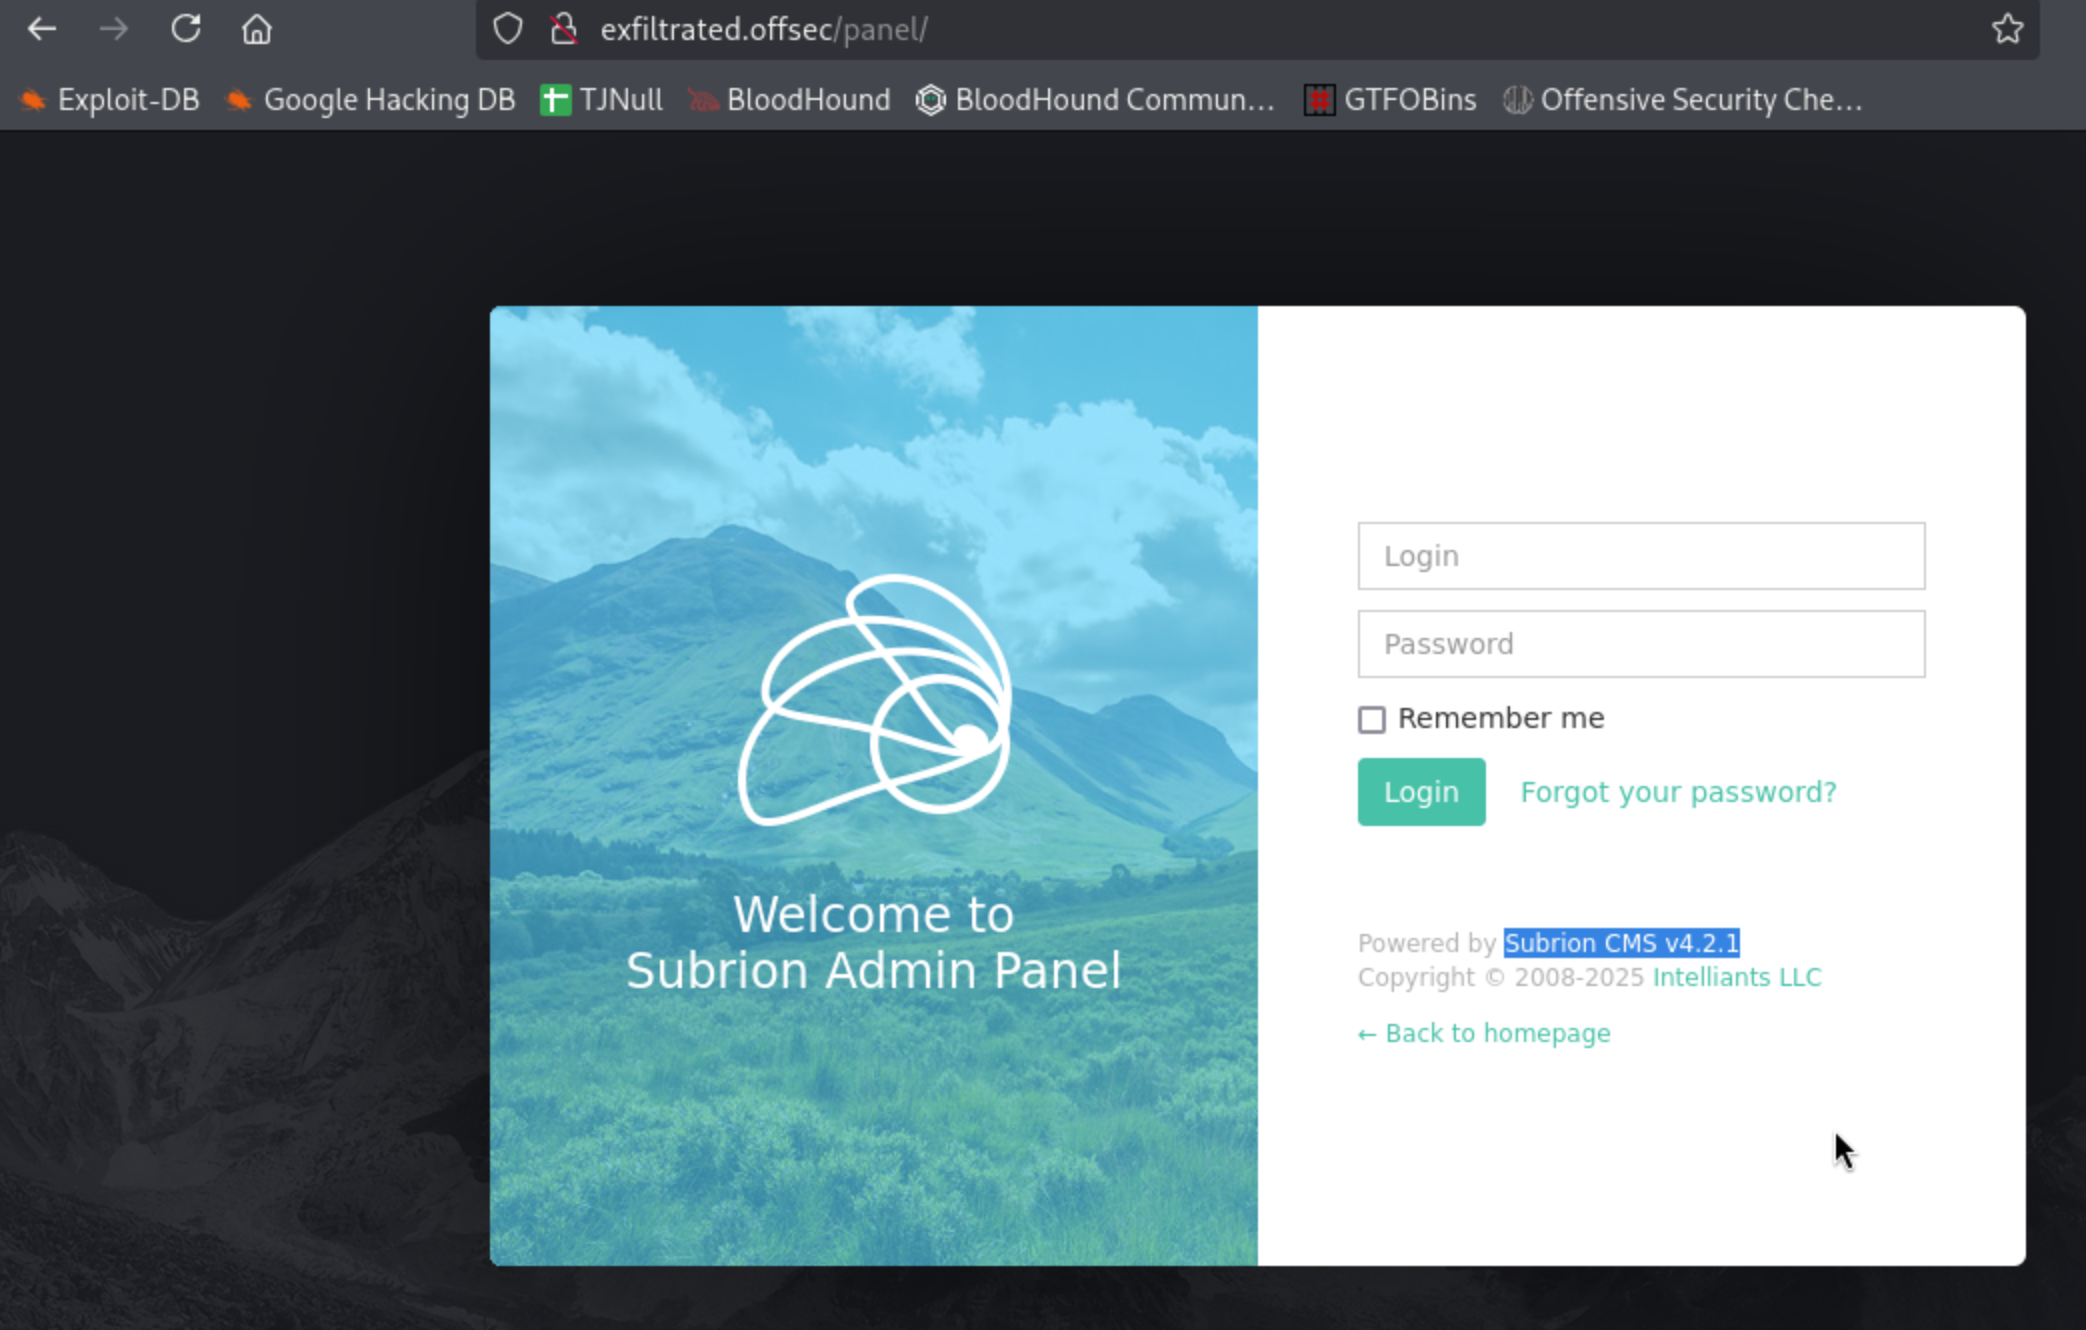 exfiltrated.offsec/panel/
Exploit-DB Google Hacking DB TJNull BloodHound BloodHound Commun... GTFOBins Offensive Security Che...
Welcome to
Subrion Admin Panel
Login
Password
Remember me
Login Forgot your password?
Powered by Subrion CMS v4.2.1
Copyright © 2008-2025 Intelliants LLC
← Back to homepage